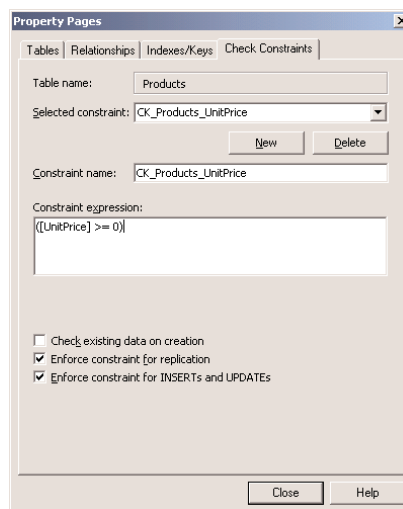 Property Pages
Tables Relationships Indexes/Keys Check Constraints
Table name: Products
Selected constraint: CK_Products_UnitPrice
New Delete
Constraint name: CK_Products_UnitPrice
Constraint expression:
([UnitPrice] >= 0)
Check existing data on creation
Enforce constraint for replication
Enforce constraint for INSERTs and UPDATEs
Close Help